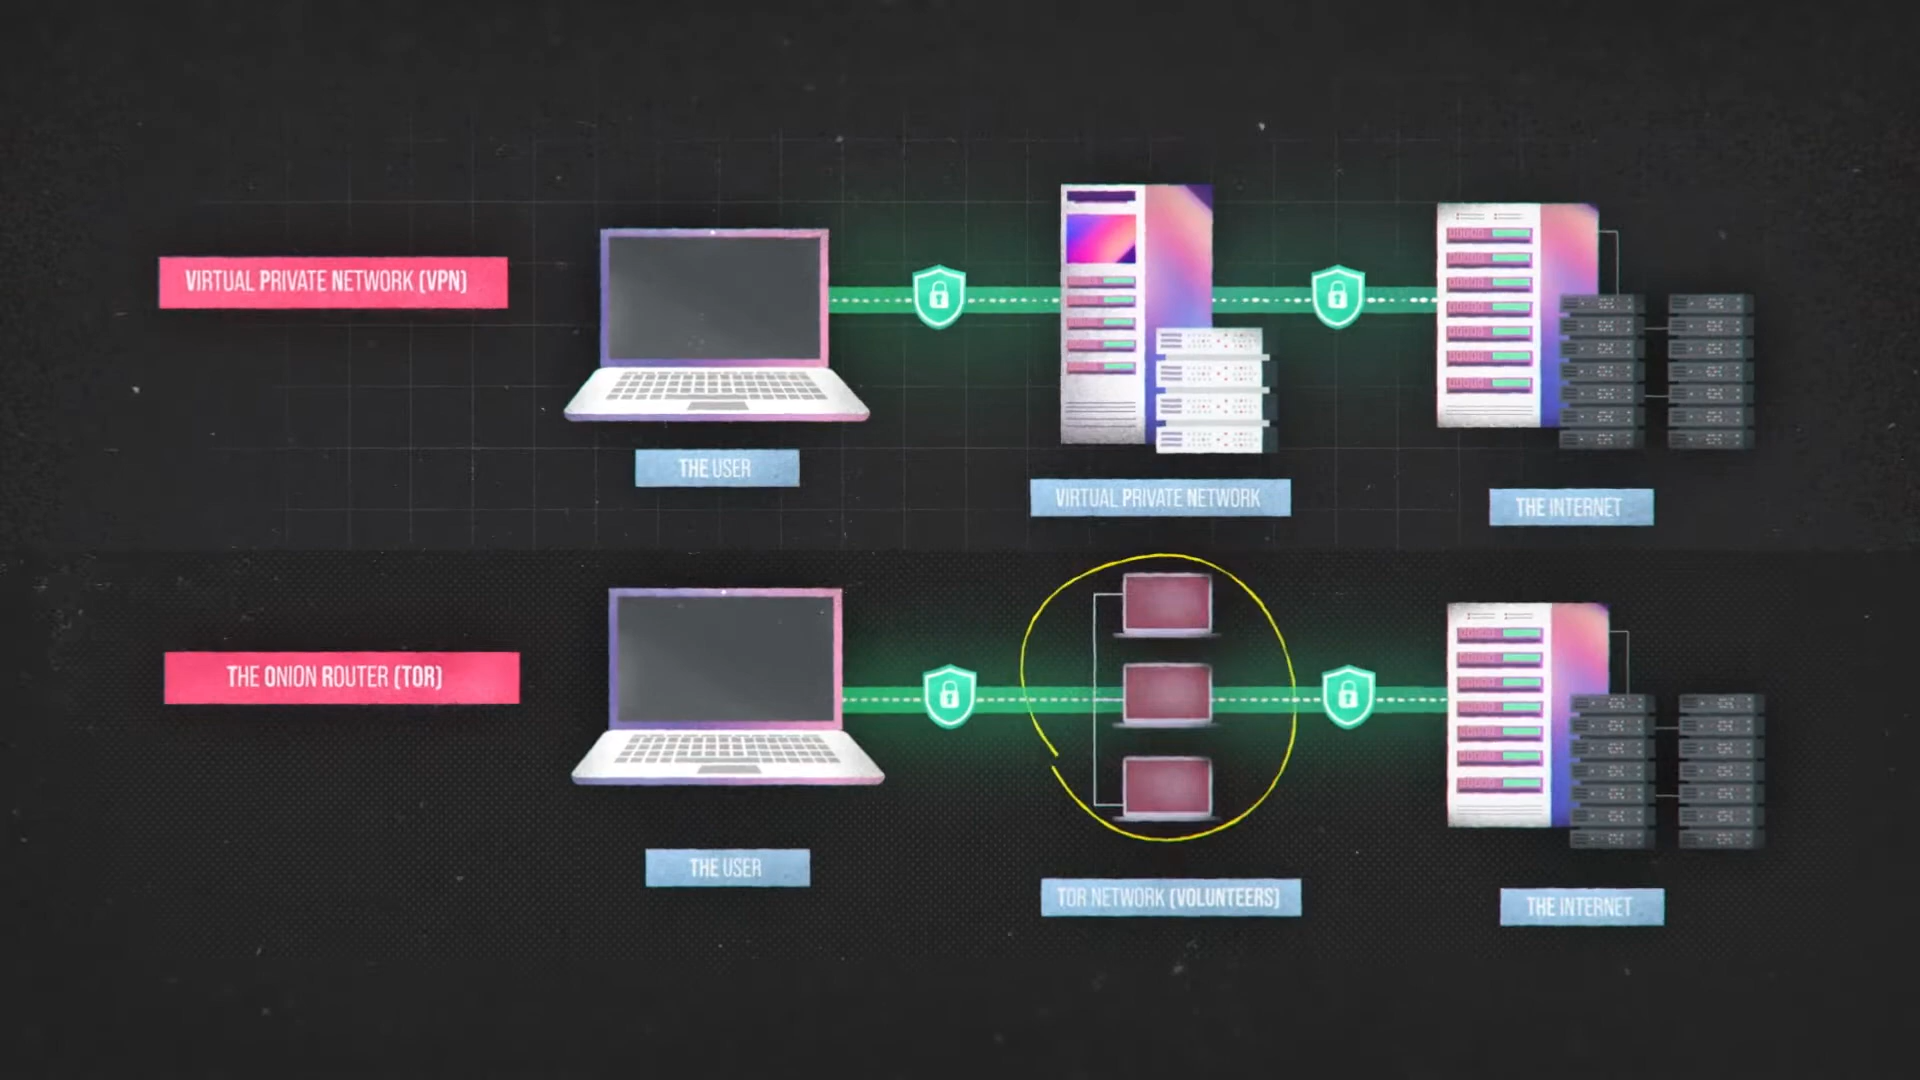 VIRTUAL PRIVATE NETWORK (VPN)
THE USER
VIRTUAL PRIVATE NETWORK
THE INTERNET
THE ONION ROUTER (TOR)
THE USER
TOR NETWORK (VOLUNTEERS)
THE INTERNET